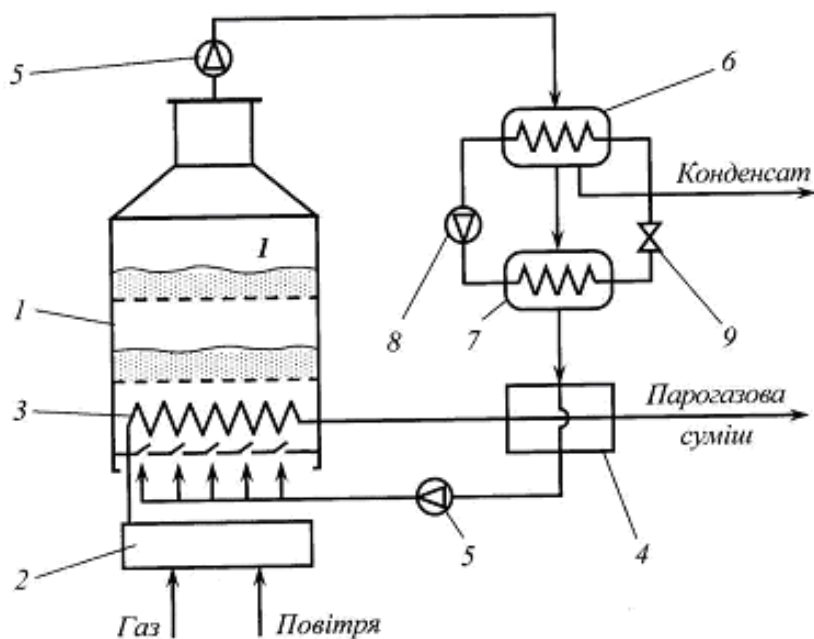 5
6
Конденсат
I
1
8
7
9
3
Парогазова
суміш
2
5
4
Газ
Повітря